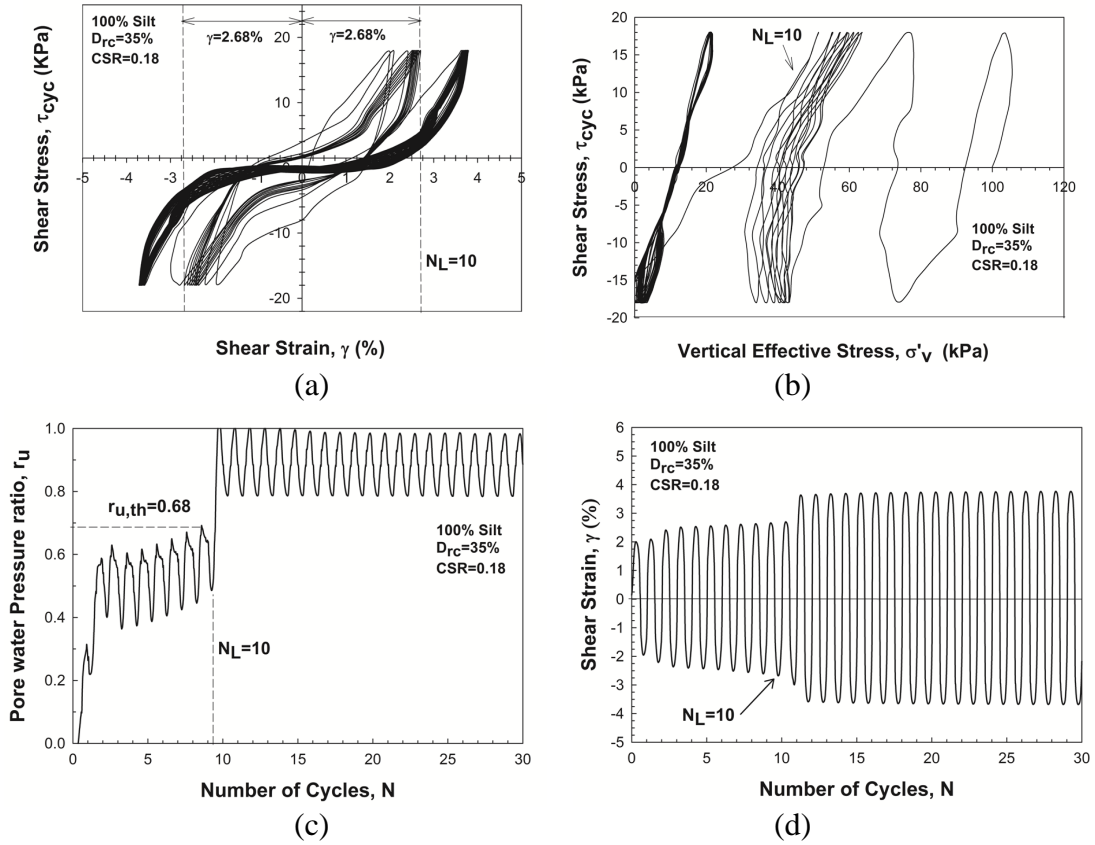 100% Silt
Drc=35%
CSR=0.18
γ=2.68%
γ=2.68%
20
10
0
-10
-20
-5
-3
-1
0
1
2
3
4
5
NL=10
Shear Stress, τcyc (KPa)
Shear Strain, γ (%)
(a)
20
15
10
5
0
-5
-10
-15
-20
0
20
40
60
80
100
120
NL=10
100% Silt
Drc=35%
CSR=0.18
Shear Stress, τcyc (kPa)
Vertical Effective Stress, σ'v (kPa)
(b)
1.0
0.8
0.6
0.4
0.2
0.0
0
5
10
15
20
25
30
ru,th=0.68
100% Silt
Drc=35%
CSR=0.18
NL=10
Pore water Pressure ratio, ru
Number of Cycles, N
(c)
6
5
4
3
2
1
0
-1
-2
-3
-4
-5
0
5
10
15
20
25
30
100% Silt
Drc=35%
CSR=0.18
NL=10
Shear Strain, γ (%)
Number of Cycles, N
(d)